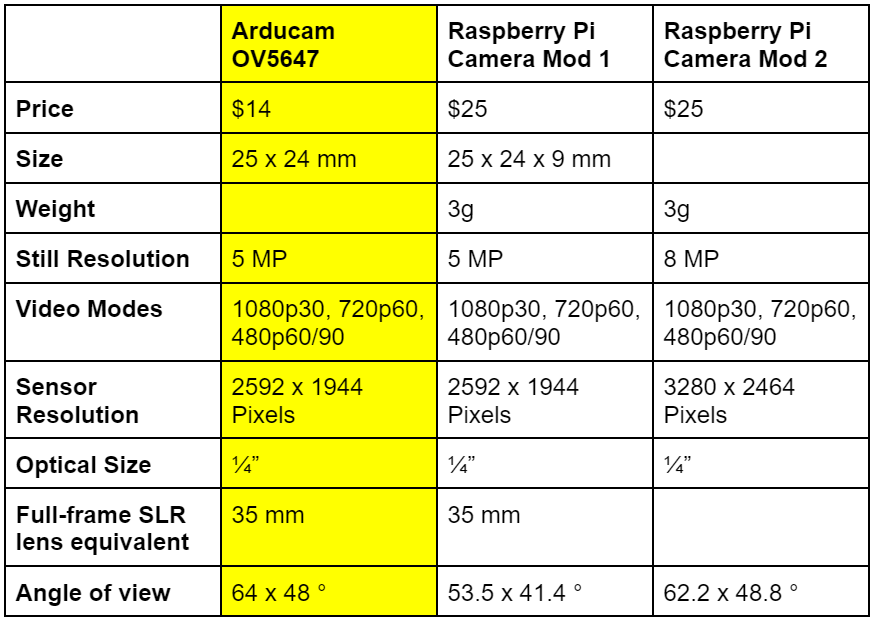 Arducam Raspberry Pi Raspberry Pi
OV5647 Camera Mod 1 Camera Mod 2
Price $14 $25 $25
Size 25 x 24 mm 25 x 24 x 9 mm
Weight 3g 3g
Still Resolution 5 MP 5 MP 8 MP
Video Modes 1080p30, 720p60, 1080p30, 720p60, 1080p30, 720p60,
480p60/90 480p60/90 480p60/90
Sensor 2592 x 1944 2592 x 1944 3280 x 2464
Resolution Pixels Pixels Pixels
Optical Size ¼” ¼” ¼”
Full-frame SLR 35 mm 35 mm
lens equivalent
Angle of view 64 x 48 ° 53.5 x 41.4 ° 62.2 x 48.8 °